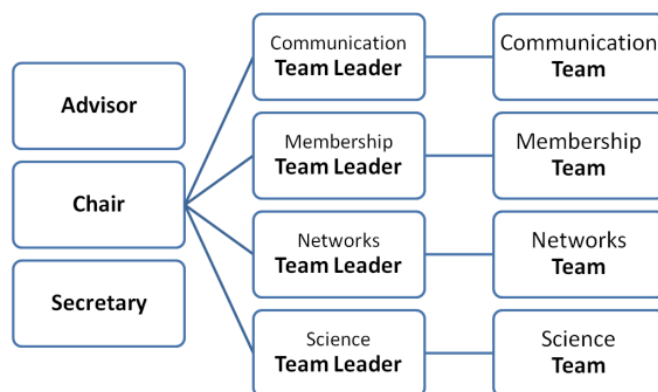 Advisor
Chair
Secretary
Communication
Team Leader
Membership
Team Leader
Networks
Team Leader
Science
Team Leader
Communication
Team
Membership
Team
Networks
Team
Science
Team